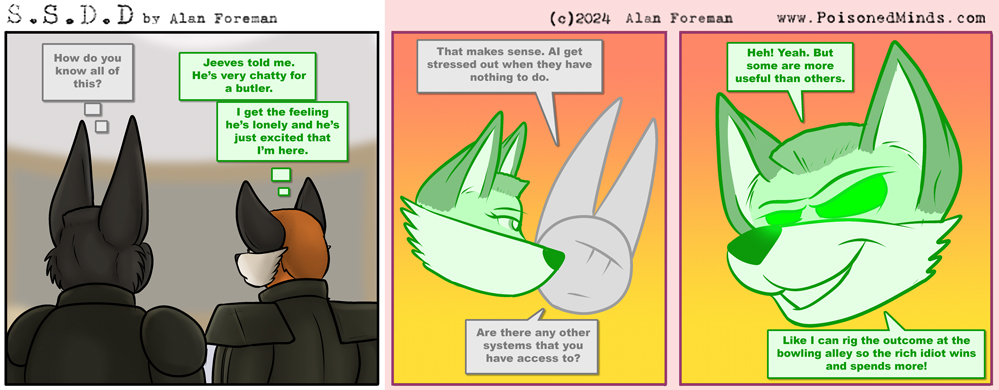 S.S.D.D by Alan Foreman
(c)2024 Alan Foreman www.PoisonedMinds.com
How do you
know all of
this?
Jeeves told me.
He's very chatty for
a butler.
I get the feeling
he's lonely and he's
just excited that
I'm here.
That makes sense. AI get
stressed out when they have
nothing to do.
Are there any other
systems that you
have access to?
Heh! Yeah. But
some are more
useful than others.
Like I can rig the outcome at the
bowling alley so the rich idiot wins
and spends more!